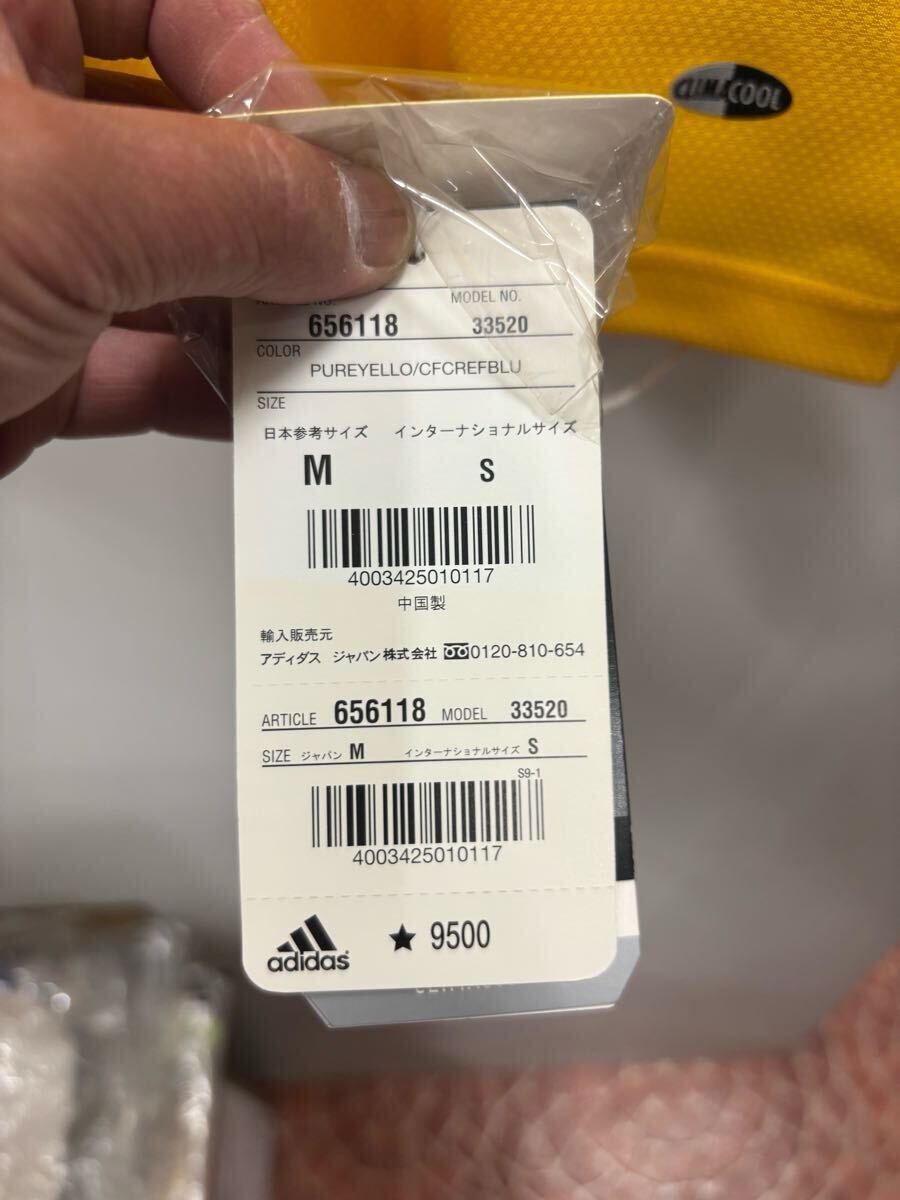 CLIMACOOL
ARTICLE NO. MODEL NO.
656118 33520
COLOR
PUREYELLO/CFCREFBLU
SIZE
日本参考サイズ インターナショナルサイズ
M S
4003425010117
中国製
輸入販売元
アディダス ジャパン株式会社 0120-810-654
ARTICLE 656118 MODEL 33520
SIZE ジャパン M インターナショナルサイズ S
S9-1
4003425010117
adidas ★ 9500